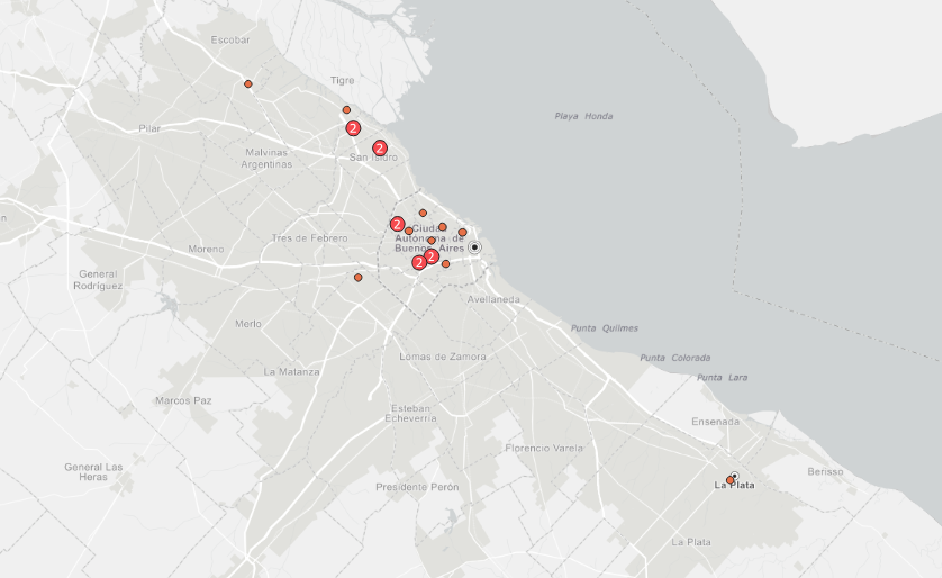 Escobar
Tigre
Playa Honda
Pilar
2
2
Malvinas
Argentinas
San Isidro
2
Ciudad
Autónoma de
Buenos Aires
Tres de Febrero
Moreno
2
2
General
Rodríguez
Avellaneda
Merlo
Punta Quilmes
Lomas de Zamora
Punta Colorada
La Matanza
Punta Lara
Marcos Paz
Esteban
Echeverría
Ensenada
Florencio Varela
General Las
Heras
Berisso
Presidente Perón
La Plata
La Plata